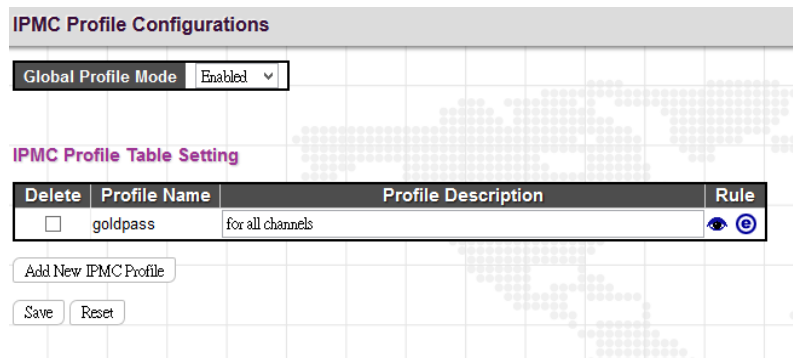 IPMC Profile Configurations
Global Profile Mode Enabled
IPMC Profile Table Setting
Delete Profile Name Profile Description Rule
goldpass for all channels e
Add New IPMC Profile
Save Reset